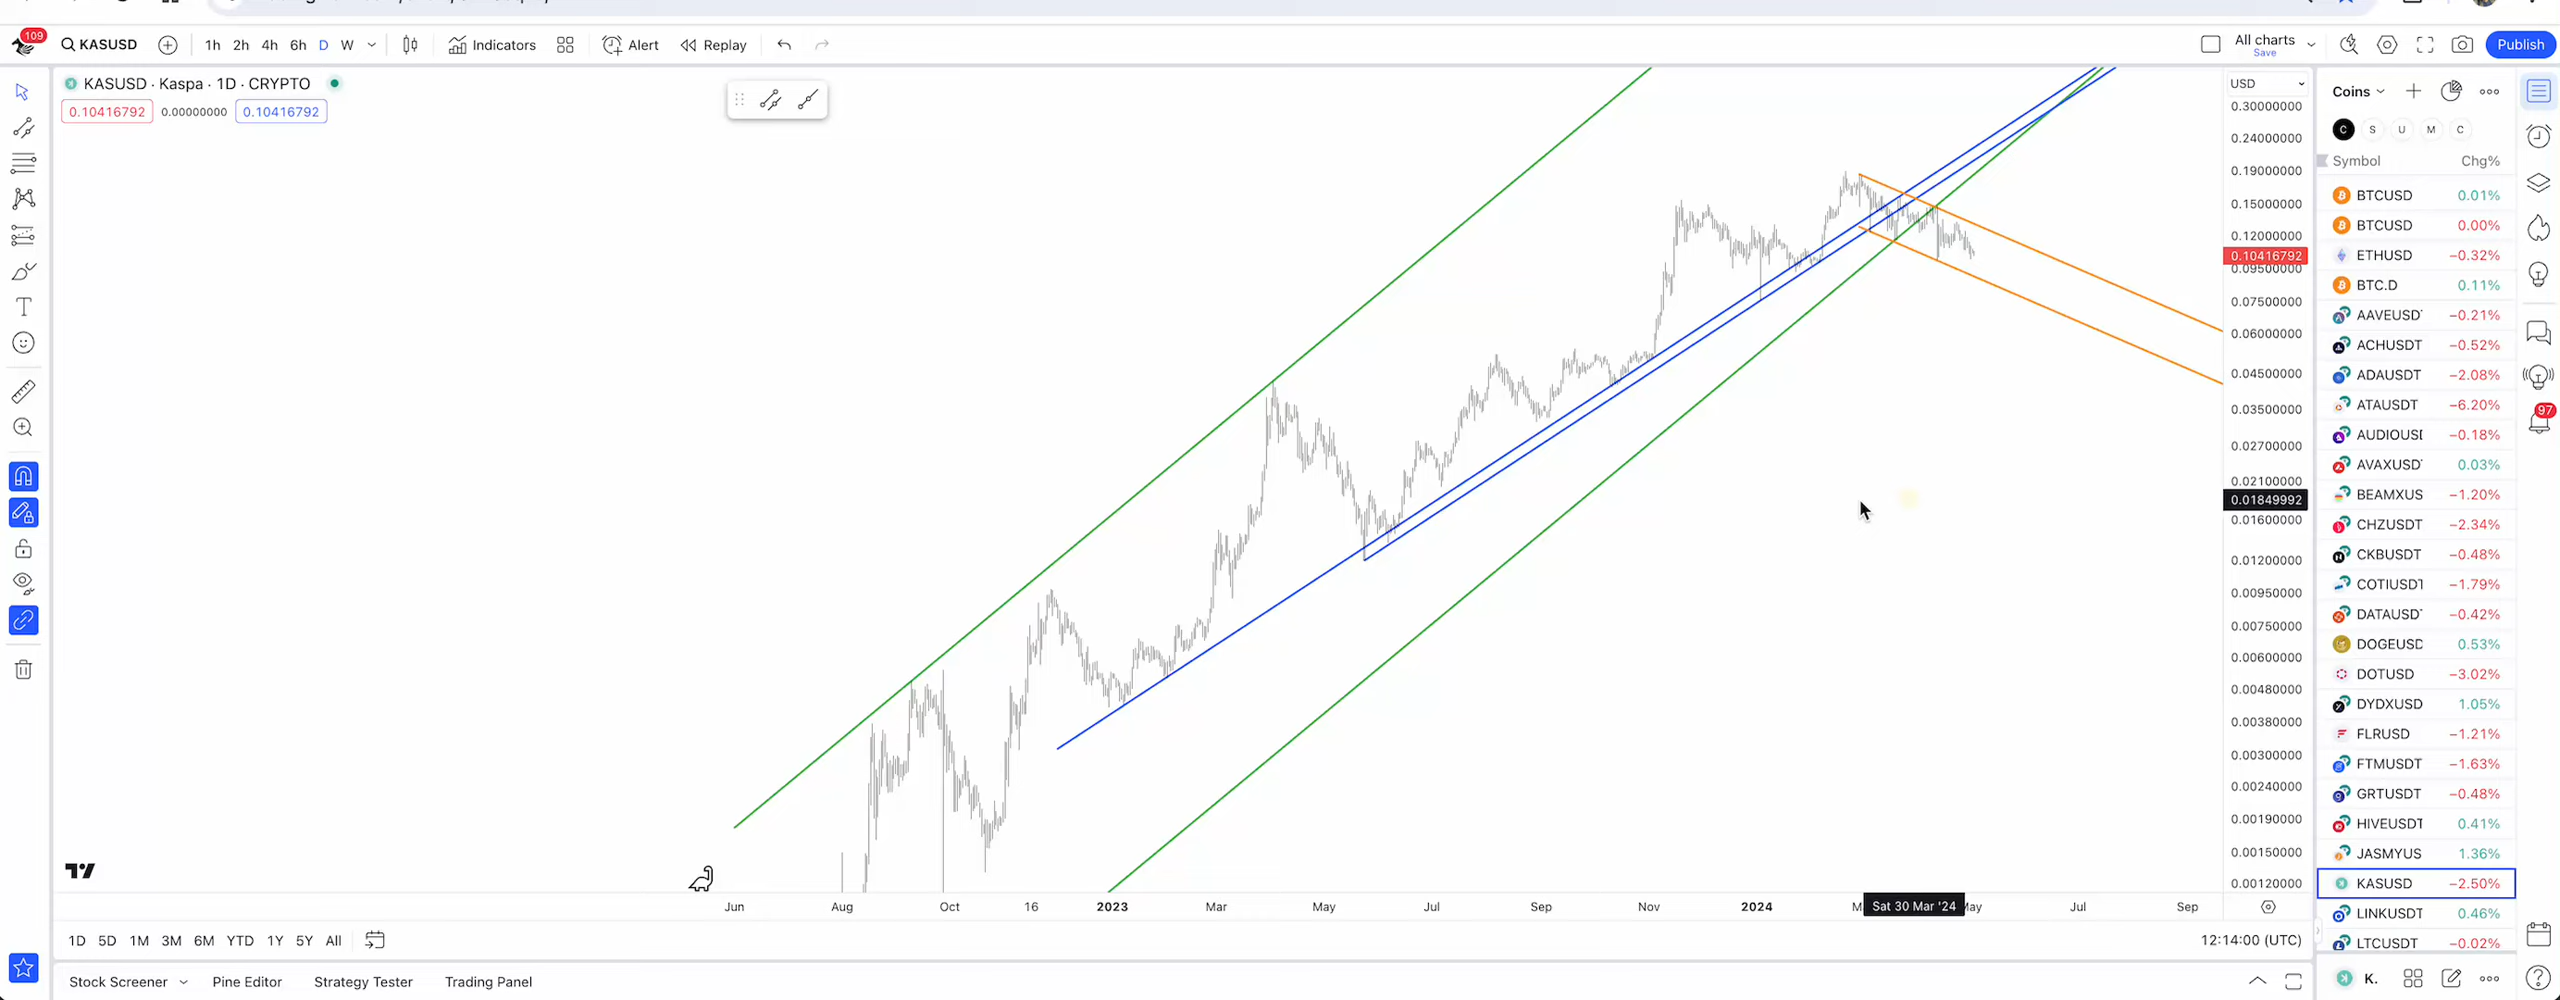 109
KASUSD
1h 2h 4h 6h D W
Indicators
Alert
Replay
All charts
Save
Publish
KASUSD · Kaspa · 1D · CRYPTO
0.10416792 0.00000000 0.10416792
USD
0.30000000
0.24000000
0.19000000
0.15000000
0.12000000
0.10416792
0.09500000
0.07500000
0.06000000
0.04500000
0.03500000
0.02700000
0.02100000
0.01849992
0.01600000
0.01200000
0.00950000
0.00750000
0.00600000
0.00480000
0.00380000
0.00300000
0.00240000
0.00190000
0.00150000
0.00120000
Jun Aug Oct 16 2023 Mar May Jul Sep Nov 2024 M Sat 30 Mar '24 May Jul Sep
1D 5D 1M 3M 6M YTD 1Y 5Y All
12:14:00 (UTC)
Stock Screener Pine Editor Strategy Tester Trading Panel
Coins
C S U M C
Symbol Chg%
BTCUSD 0.01%
BTCUSD 0.00%
ETHUSD −0.32%
BTC.D 0.11%
AAVEUSD −0.21%
ACHUSDT −0.52%
ADAUSDT −2.08%
ATAUSDT −6.20%
AUDIOUSD −0.18%
AVAXUSD 0.03%
BEAMXUS −1.20%
CHZUSDT −2.34%
CKBUSDT −0.48%
COTIUSDT −1.79%
DATAUSD −0.42%
DOGEUSD 0.53%
DOTUSD −3.02%
DYDXUSD 1.05%
FLRUSD −1.21%
FTMUSDT −1.63%
GRTUSDT −0.48%
HIVEUSDT 0.41%
JASMYUS 1.36%
KASUSD −2.50%
LINKUSDT 0.46%
LTCUSDT −0.02%
K.
97